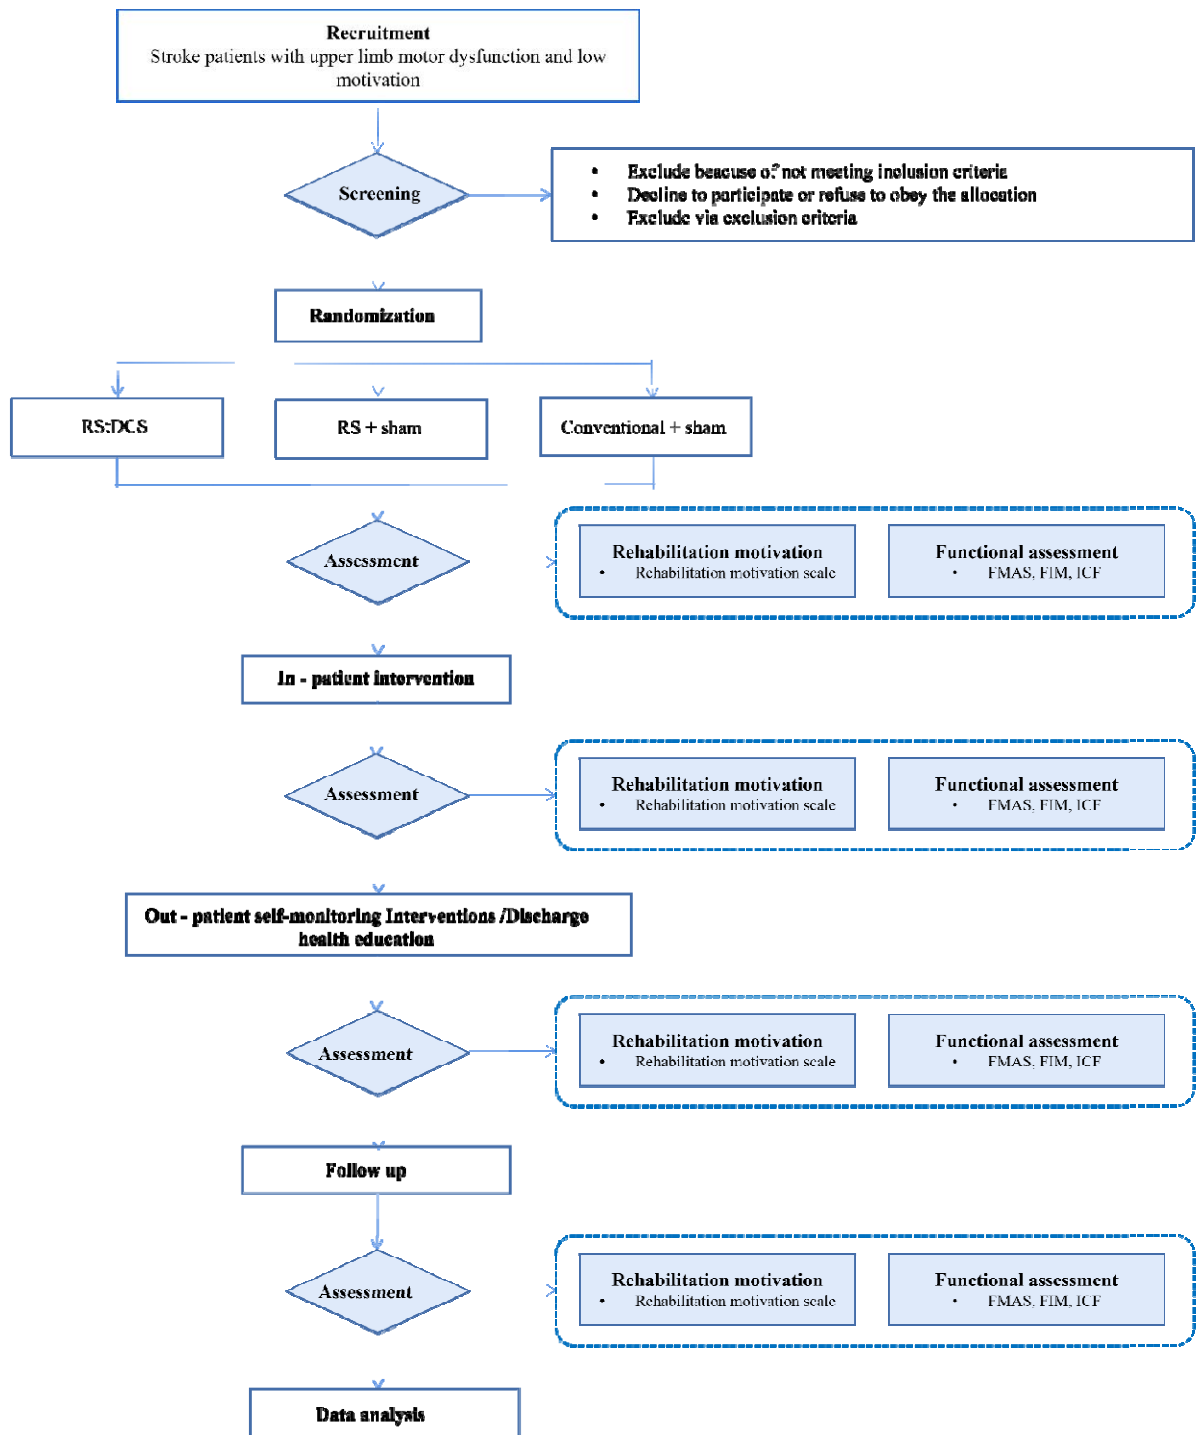 Recruitment
Stroke patients with upper limb motor dysfunction and low
motivation
Screening
• Exclude beacuse of not meeting inclusion criteria
• Decline to participate or refuse to obey the allocation
• Exclude via exclusion criteria
Randomization
RS:DCS
RS + sham
Conventional + sham
Assessment
Rehabilitation motivation
• Rehabilitation motivation scale
Functional assessment
• FMAS, FIM, ICF
In - patient intervention
Assessment
Rehabilitation motivation
• Rehabilitation motivation scale
Functional assessment
• FMAS, FIM, ICF
Out - patient self-monitoring Interventions /Discharge
health education
Assessment
Rehabilitation motivation
• Rehabilitation motivation scale
Functional assessment
• FMAS, FIM, ICF
Follow up
Assessment
Rehabilitation motivation
• Rehabilitation motivation scale
Functional assessment
• FMAS, FIM, ICF
Data analysis